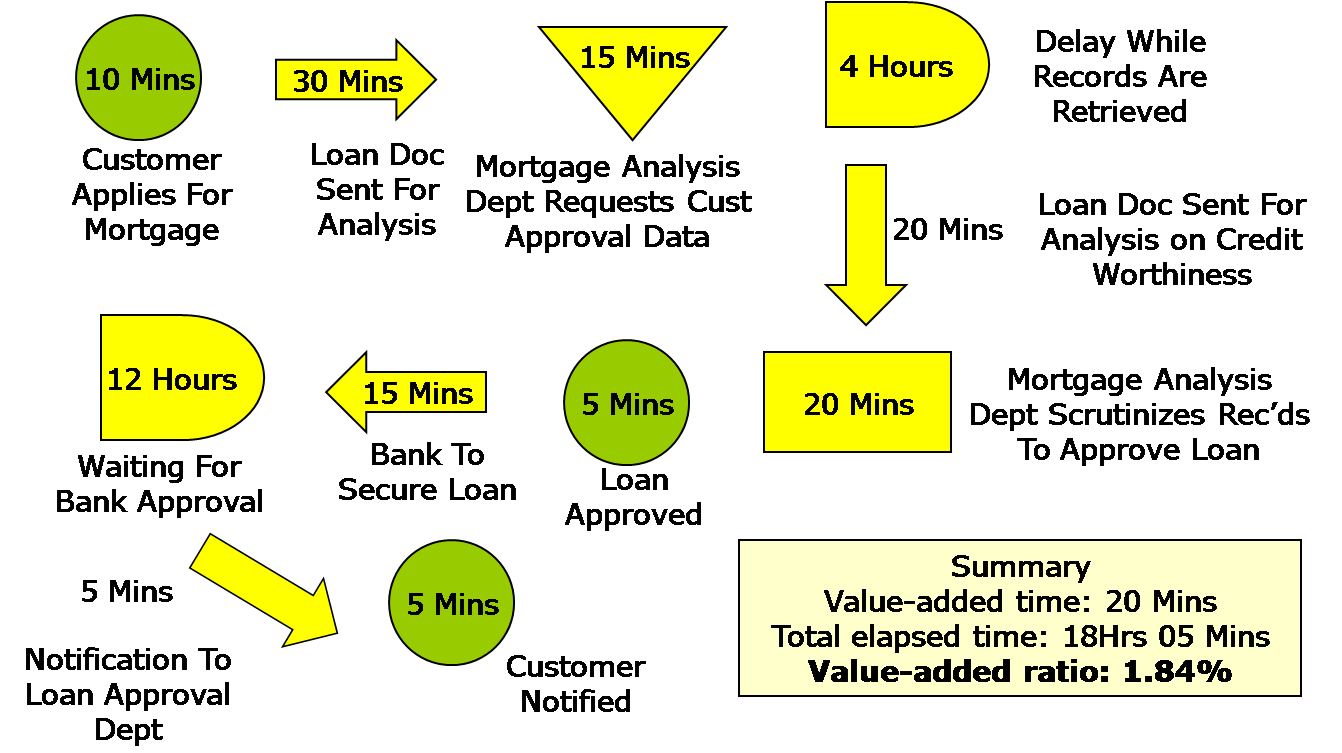 10 Mins
Customer
Applies For
Mortgage
30 Mins
Loan Doc
Sent For
Analysis
15 Mins
Mortgage Analysis
Dept Requests Cust
Approval Data
4 Hours
Delay While
Records Are
Retrieved
20 Mins
Loan Doc Sent For
Analysis on Credit
Worthiness
20 Mins
Mortgage Analysis
Dept Scrutinizes Rec’ds
To Approve Loan
5 Mins
Loan
Approved
15 Mins
Bank To
Secure Loan
12 Hours
Waiting For
Bank Approval
5 Mins
Notification To
Loan Approval
Dept
5 Mins
Customer
Notified
Summary
Value-added time: 20 Mins
Total elapsed time: 18Hrs 05 Mins
Value-added ratio: 1.84%